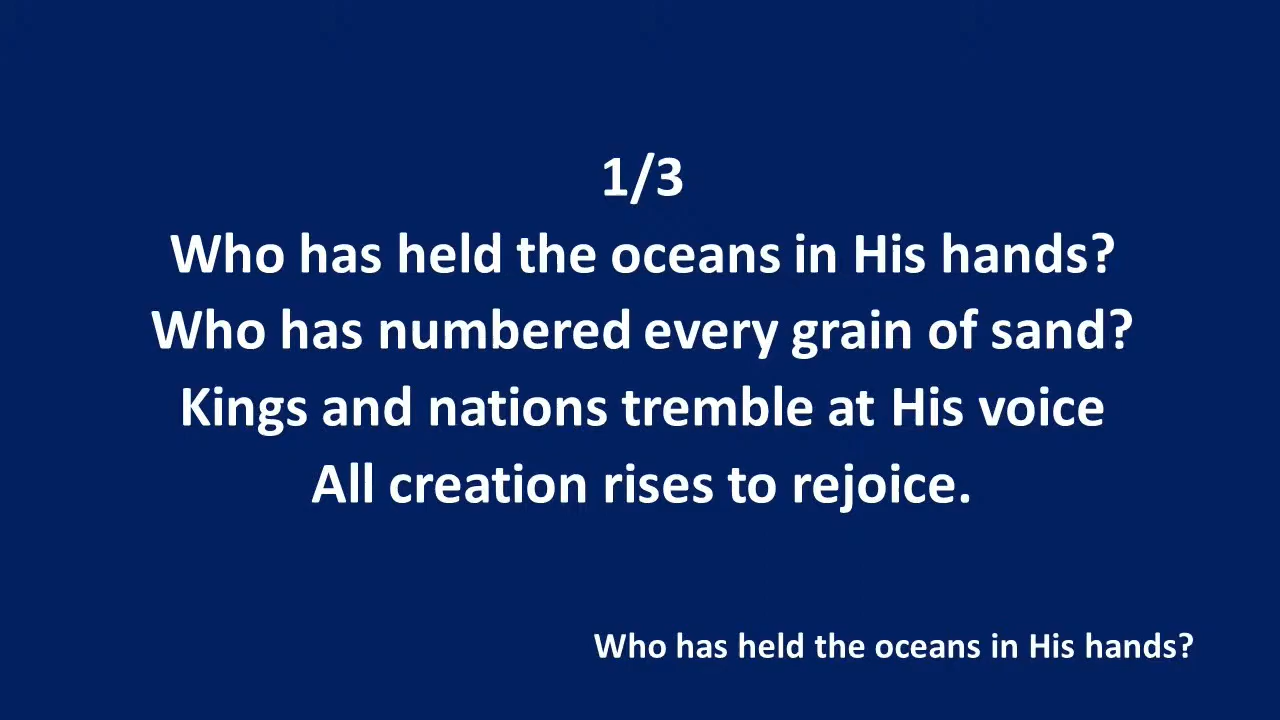 1/3
Who has held the oceans in His hands?
Who has numbered every grain of sand?
Kings and nations tremble at His voice
All creation rises to rejoice.
Who has held the oceans in His hands?